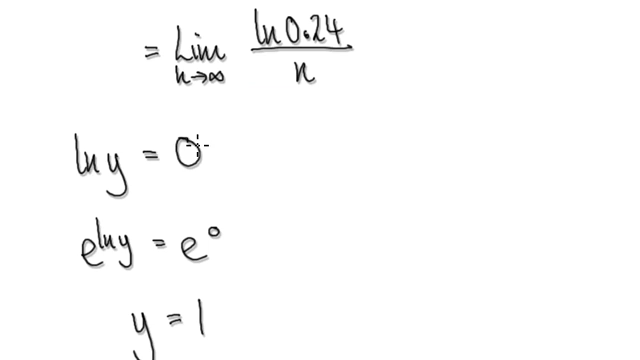 = Lim n→∞ ln 0.24 / n
ln y = 0
e^ln y = e^0
y = 1